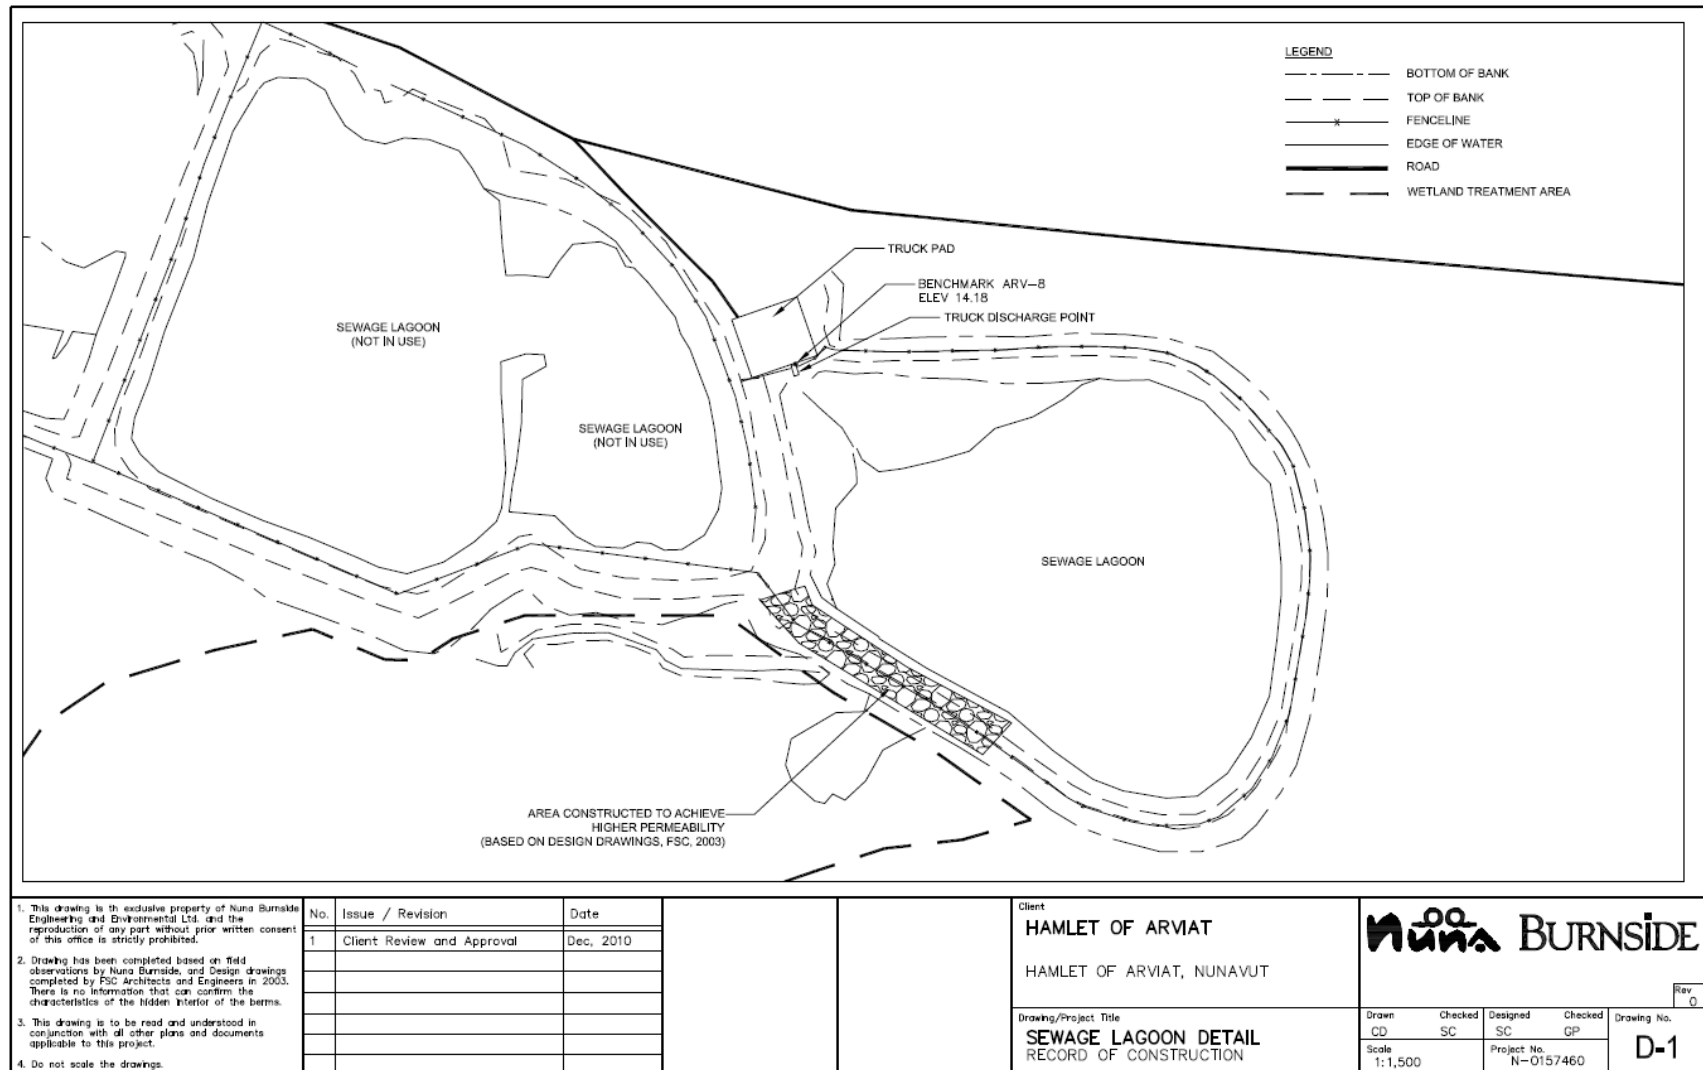 LEGEND
BOTTOM OF BANK
TOP OF BANK
FENCELINE
EDGE OF WATER
ROAD
WETLAND TREATMENT AREA
TRUCK PAD
BENCHMARK ARV-8
ELEV 14.18
TRUCK DISCHARGE POINT
SEWAGE LAGOON
(NOT IN USE)
SEWAGE LAGOON
(NOT IN USE)
SEWAGE LAGOON
AREA CONSTRUCTED TO ACHIEVE
HIGHER PERMEABILITY
(BASED ON DESIGN DRAWINGS, FSC, 2003)
1. This drawing is th exclusive property of Nuna Burnside
Engineering and Environmental Ltd. and the
reproduction of any part without prior written consent
of this office is strictly prohibited.
2. Drawing has been completed based on field
observations by Nuna Burnside, and Design drawings
completed by FSC Architects and Engineers in 2003.
There is no information that can confirm the
characteristics of the hidden interior of the berms.
3. This drawing is to be read and understood in
conjunction with all other plans and documents
applicable to this project.
4. Do not scale the drawings.
No. Issue / Revision Date
1 Client Review and Approval Dec, 2010
Client
HAMLET OF ARVIAT
HAMLET OF ARVIAT, NUNAVUT
Drawing/Project Title
SEWAGE LAGOON DETAIL
RECORD OF CONSTRUCTION
nuna BURNSiDE
Rev
0
Drawn Checked Designed Checked
CD SC SC GP
Scale Project No.
1:1,500 N-0157460
Drawing No.
D-1